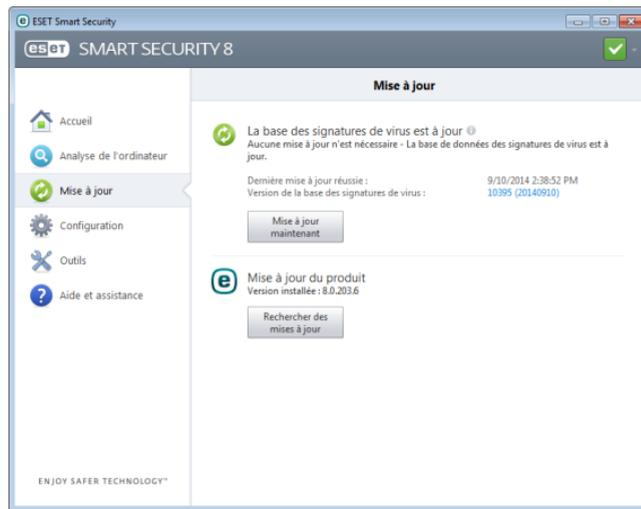 ESET Smart Security
eset SMART SECURITY 8
Mise à jour
Accueil
Analyse de l'ordinateur
Mise à jour
Configuration
Outils
Aide et assistance
ENJOY SAFER TECHNOLOGY™
La base des signatures de virus est à jour
Aucune mise à jour n'est nécessaire - La base de données des signatures de virus est à
jour.
Dernière mise à jour réussie : 9/10/2014 2:38:52 PM
Version de la base des signatures de virus : 10395 (20140910)
Mise à jour
maintenant
e Mise à jour du produit
Version installée : 8.0.203.6
Rechercher des
mises à jour